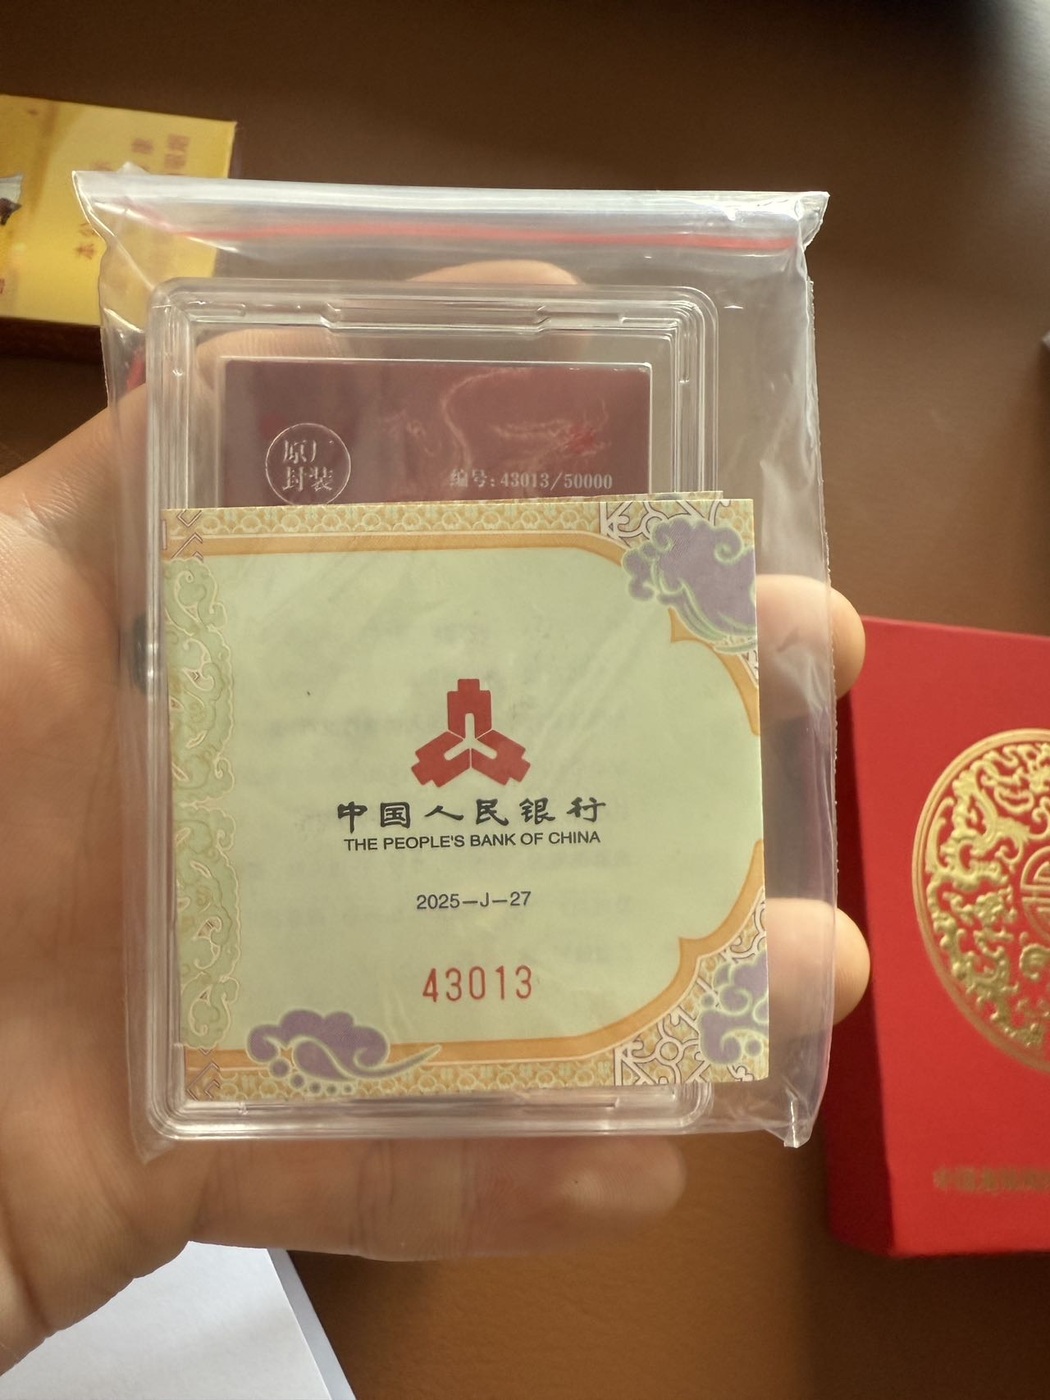 原厂
封装
编号:43013/50000
中国人民银行
THE PEOPLE'S BANK OF CHINA
2025—J—27
43013